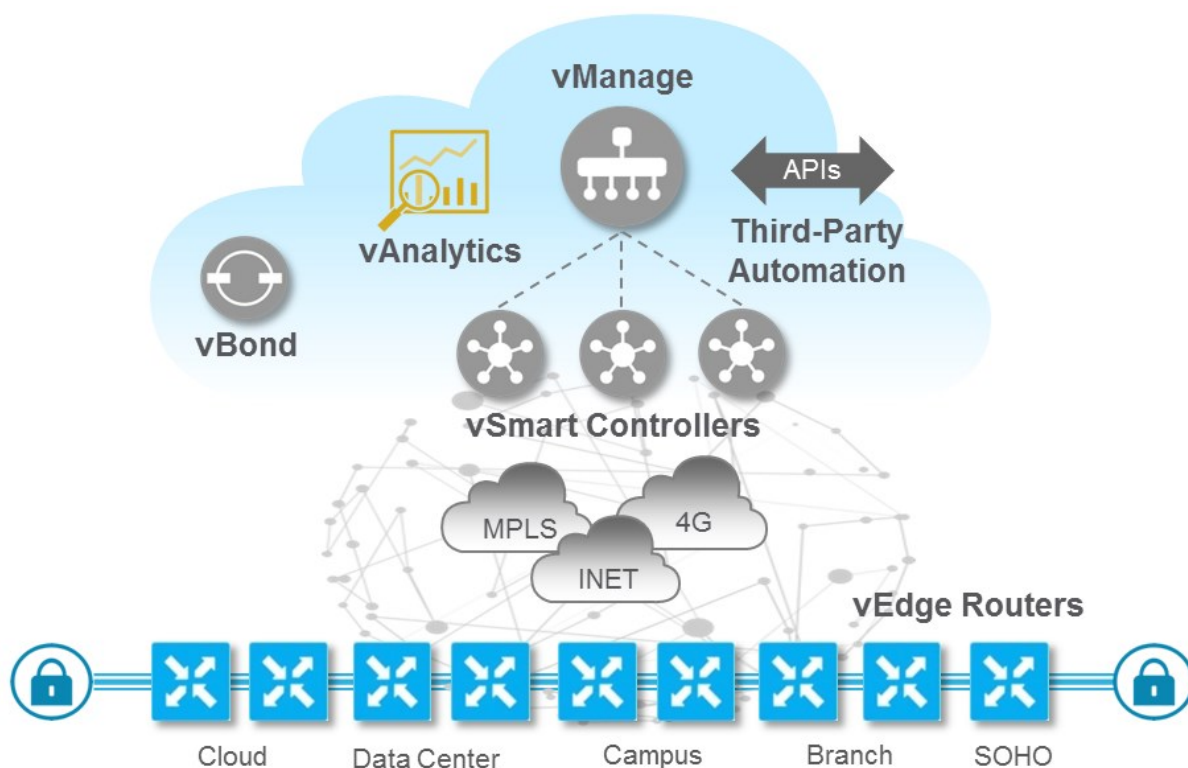 vManage
APIs
vAnalytics
Third-Party
Automation
vBond
vSmart Controllers
MPLS
4G
INET
vEdge Routers
Cloud
Data Center
Campus
Branch
SOHO